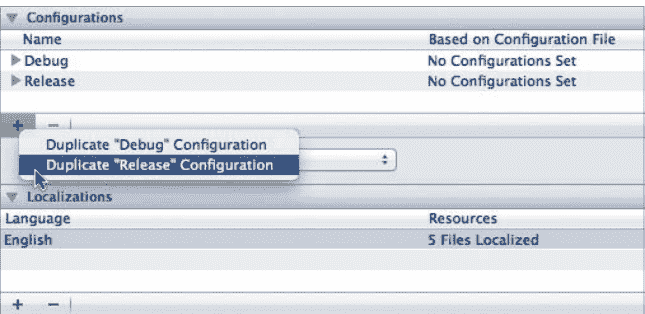 Configurations
Name Based on Configuration File
Debug No Configurations Set
Release No Configurations Set
+ −
Duplicate "Debug" Configuration
Duplicate "Release" Configuration
Localizations
Language Resources
English 5 Files Localized
+ −